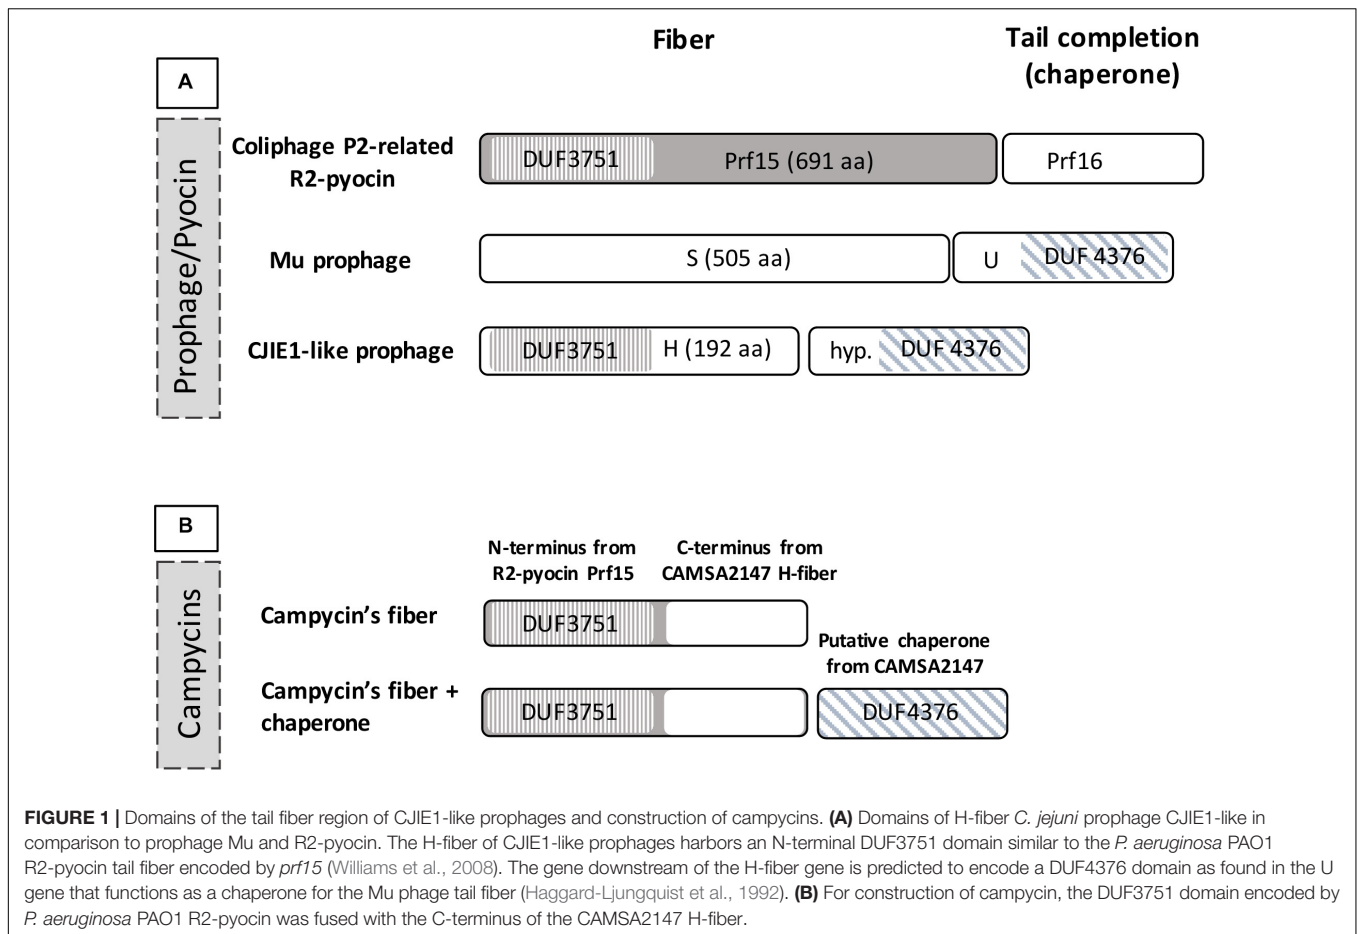 Fiber
Tail completion
(chaperone)
A
Prophage/Pyocin
Coliphage P2-related
R2-pyocin
DUF3751
Prf15 (691 aa)
Prf16
Mu prophage
S (505 aa)
U
DUF 4376
CJIE1-like prophage
DUF3751
H (192 aa)
hyp.
DUF 4376
B
Campycins
N-terminus from
R2-pyocin Prf15
C-terminus from
CAMSA2147 H-fiber
Campycin's fiber
DUF3751
Putative chaperone
from CAMSA2147
Campycin's fiber +
chaperone
DUF3751
DUF4376
FIGURE 1 | Domains of the tail fiber region of CJIE1-like prophages and construction of campycins. (A) Domains of H-fiber C. jejuni prophage CJIE1-like in
comparison to prophage Mu and R2-pyocin. The H-fiber of CJIE1-like prophages harbors an N-terminal DUF3751 domain similar to the P. aeruginosa PAO1
R2-pyocin tail fiber encoded by prf15 (Williams et al., 2008). The gene downstream of the H-fiber gene is predicted to encode a DUF4376 domain as found in the U
gene that functions as a chaperone for the Mu phage tail fiber (Haggard-Ljungquist et al., 1992). (B) For construction of campycin, the DUF3751 domain encoded by
P. aeruginosa PAO1 R2-pyocin was fused with the C-terminus of the CAMSA2147 H-fiber.